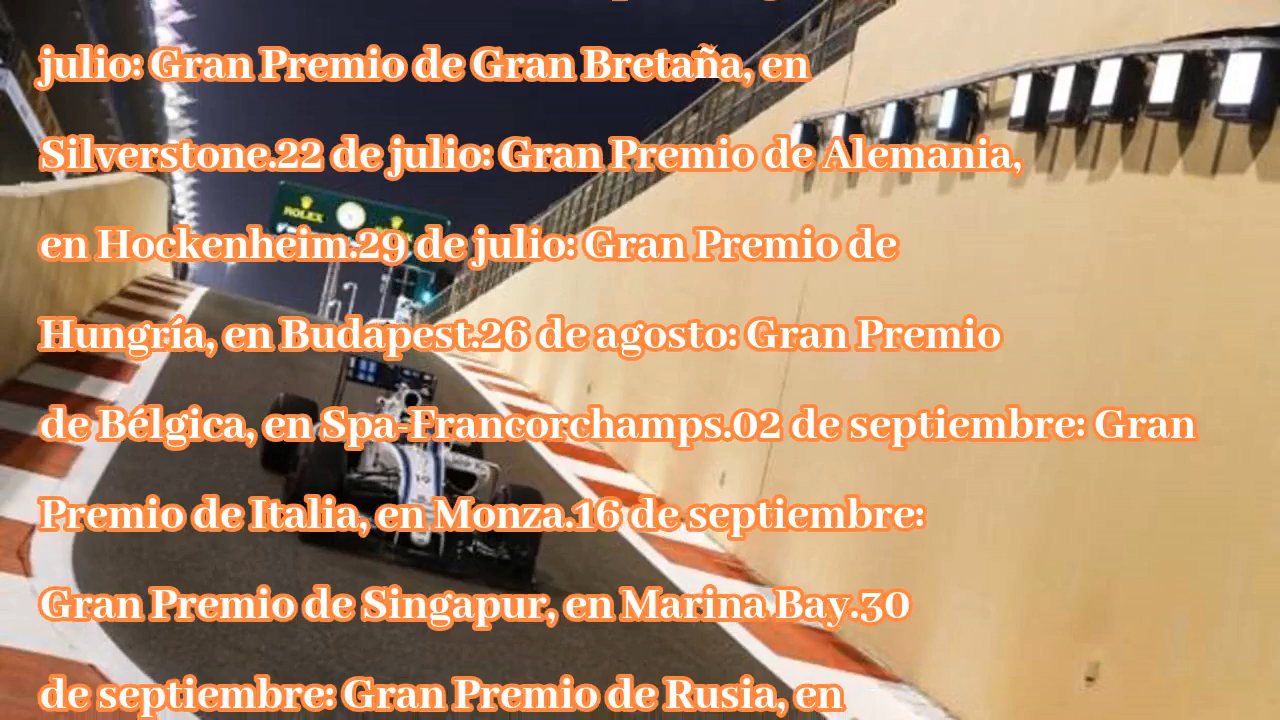 julio: Gran Premio de Gran Bretaña, en
Silverstone.22 de julio: Gran Premio de Alemania,
en Hockenheim.29 de julio: Gran Premio de
Hungría, en Budapest.26 de agosto: Gran Premio
de Bélgica, en Spa-Francorchamps.02 de septiembre: Gran
Premio de Italia, en Monza.16 de septiembre:
Gran Premio de Singapur, en Marina Bay.30
de septiembre: Gran Premio de Rusia, en
ROLEX